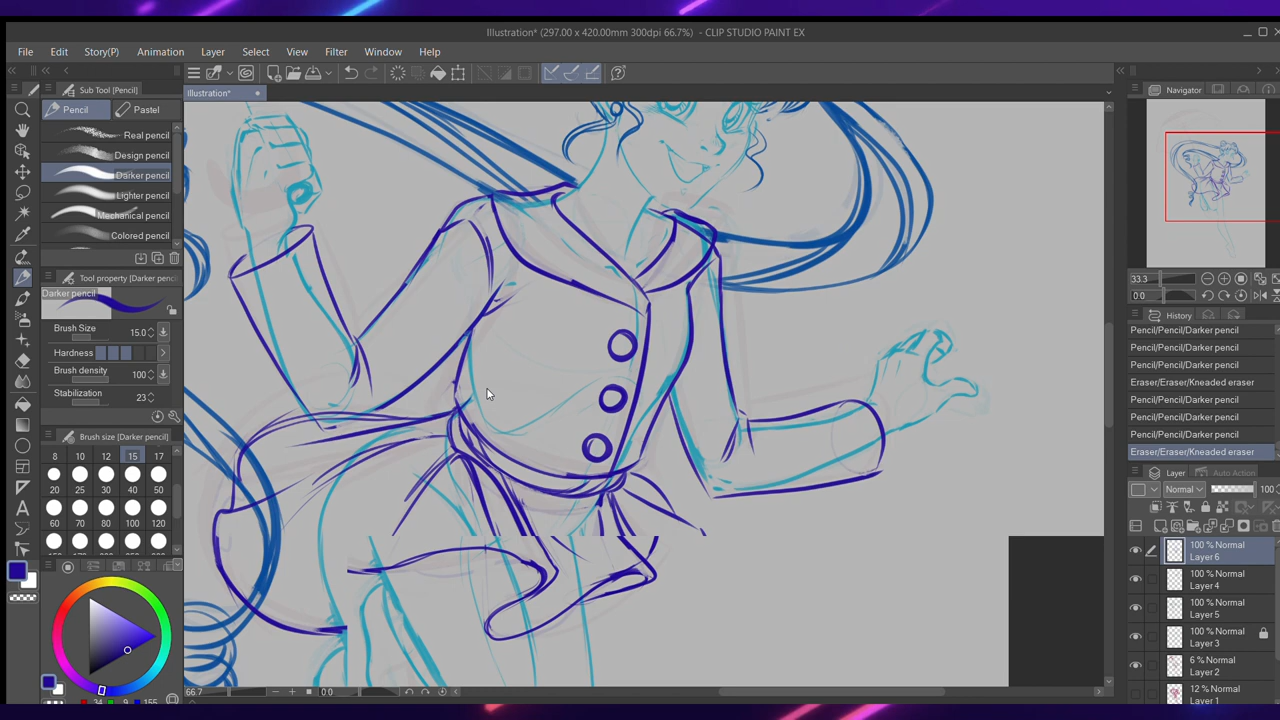 Illustration* (297.00 x 420.00mm 300dpi 66.7%) - CLIP STUDIO PAINT EX
File Edit Story(P) Animation Layer Select View Filter Window Help
Illustration*
Sub Tool [Pencil]
Pencil Pastel
Real pencil
Design pencil
Darker pencil
Lighter pencil
Mechanical pencil
Colored pencil
Tool property [Darker penci
Darker pencil
Brush Size 15.0
Hardness
Brush density 100
Stabilization 23
Brush size [Darker pencil]
8 10 12 15 17
20 25 30 40 50
60 70 80 100 120
34 9 155
66.7 0.0
Navigator
33.3
0.0
History
Pencil/Pencil/Darker pencil
Pencil/Pencil/Darker pencil
Pencil/Pencil/Darker pencil
Eraser/Eraser/Kneaded eraser
Pencil/Pencil/Darker pencil
Pencil/Pencil/Darker pencil
Pencil/Pencil/Darker pencil
Eraser/Eraser/Kneaded eraser
Layer Auto Action
Normal 100
100 % Normal
Layer 6
100 % Normal
Layer 4
100 % Normal
Layer 5
100 % Normal
Layer 3
6 % Normal
Layer 2
12 % Normal
Layer 1